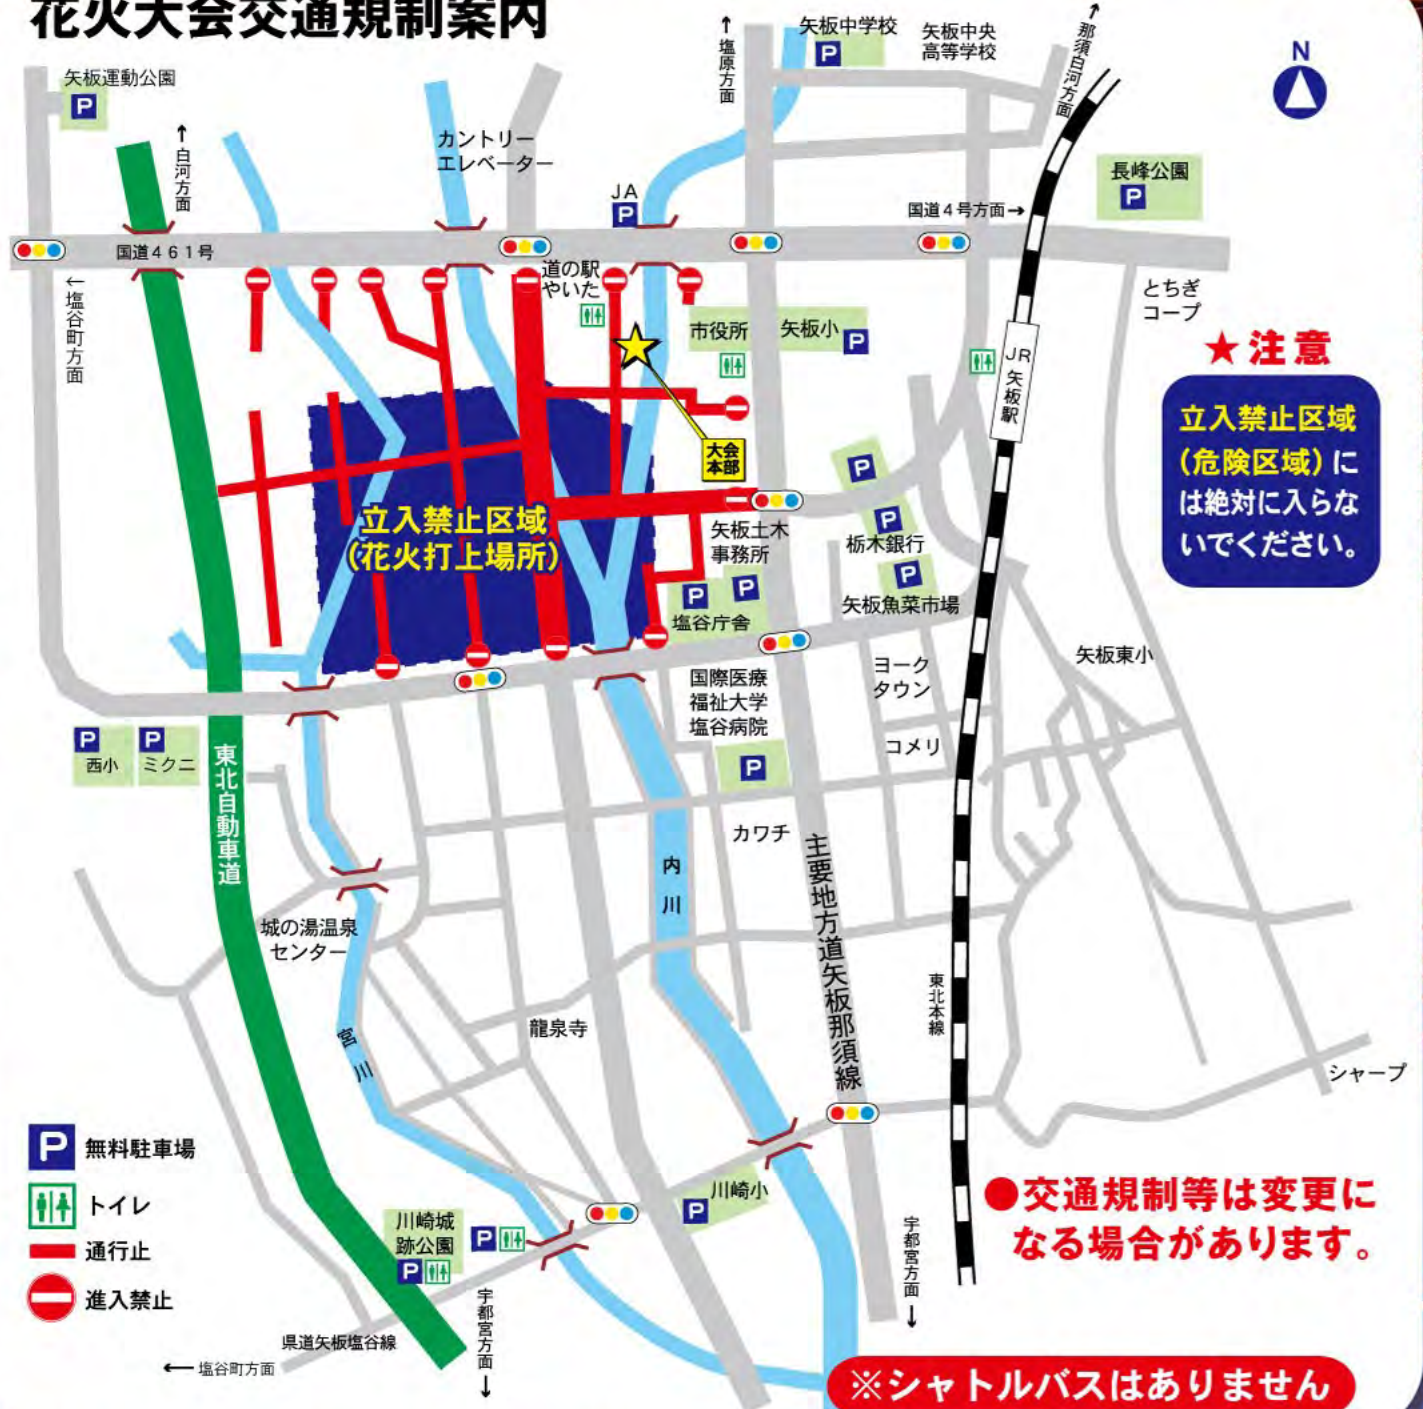 花火大会交通規制案内
矢板運動公園
P
↑白河方面
カントリー
エレベーター
↑塩原方面
矢板中学校
P
矢板中央
高等学校
↑那須白河方面
N
JA
P
国道4号方面→
長峰公園
P
国道461号
←塩谷町方面
道の駅
やいた
市役所
矢板小
P
とちぎ
コープ
JR矢板駅
★注意
立入禁止区域
(危険区域)に
は絶対に入らな
いでください。
大会
本部
立入禁止区域
(花火打上場所)
矢板土木
事務所
P
P
栃木銀行
P
矢板魚菜市場
P
P
塩谷庁舎
国際医療
福祉大学
塩谷病院
P
ヨーク
タウン
コメリ
矢板東小
P
西小
P
ミクニ
東北自動車道
カワチ
内川
主要地方道矢板那須線
城の湯温泉
センター
東北本線
宮川
龍泉寺
シャープ
P 無料駐車場
トイレ
通行止
進入禁止
川崎城
跡公園
P
P
川崎小
P
宇都宮方面↓
宇都宮方面↓
県道矢板塩谷線
←塩谷町方面
●交通規制等は変更に
なる場合があります。
※シャトルバスはありません